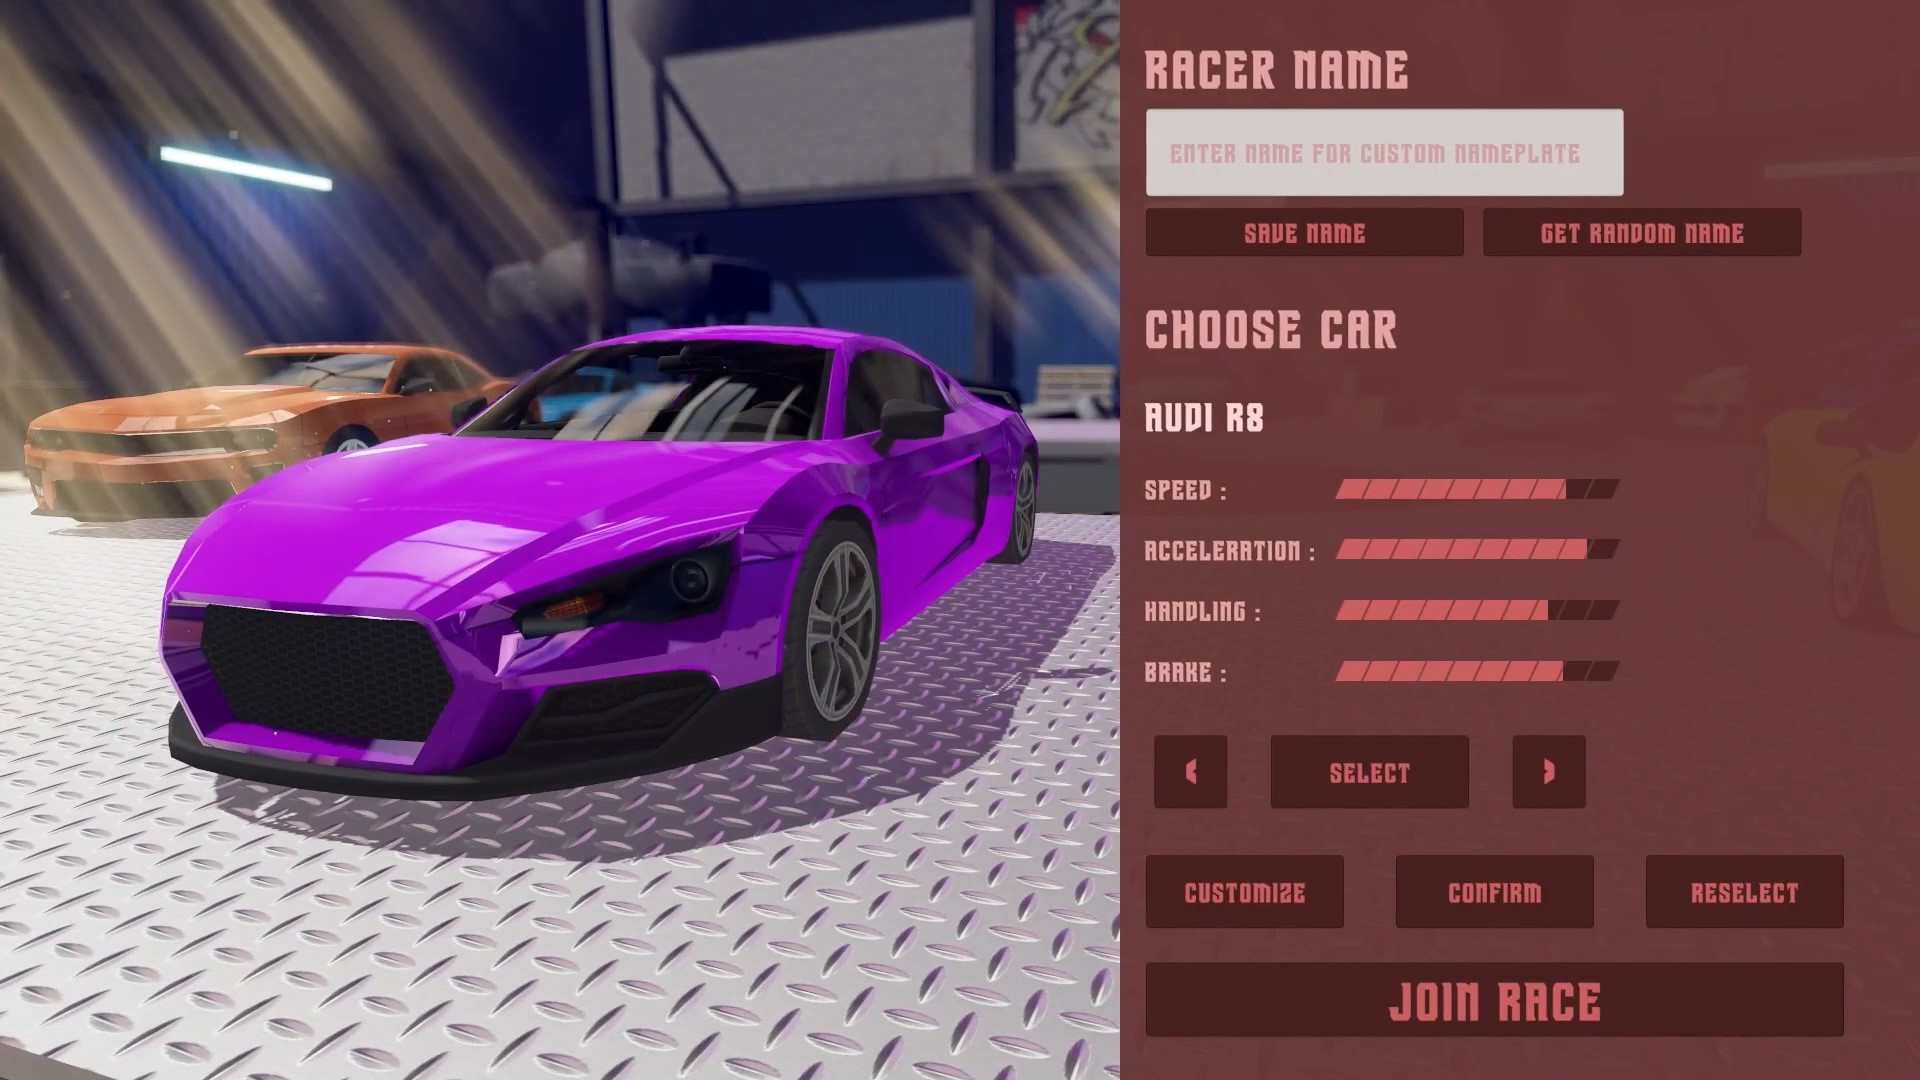 RACER NAME
ENTER NAME FOR CUSTOM NAMEPLATE
SAVE NAME
GET RANDOM NAME
CHOOSE CAR
AUDI R8
SPEED :
ACCELERATION :
HANDLING :
BRAKE :
SELECT
CUSTOMIZE
CONFIRM
RESELECT
JOIN RACE